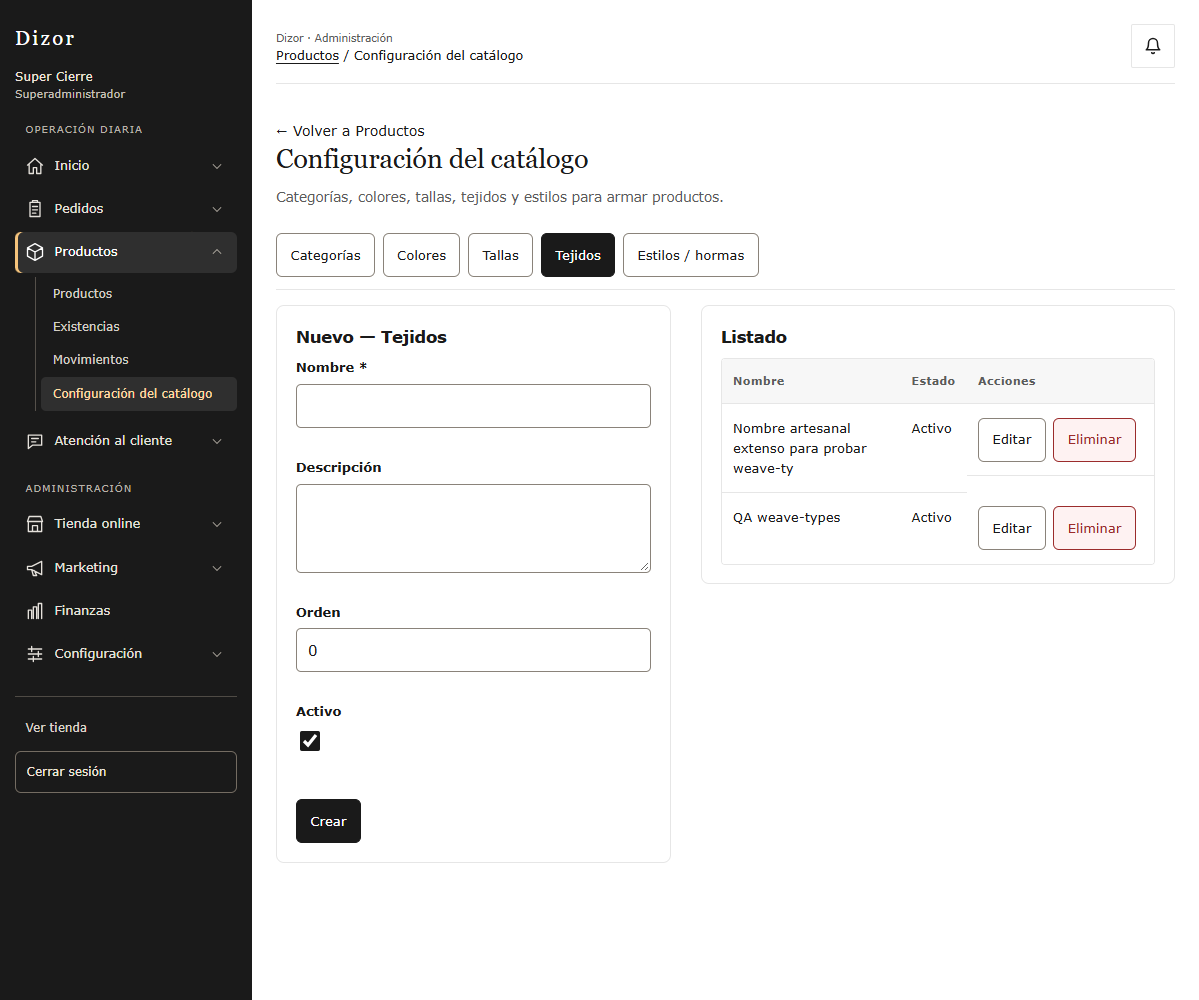 Dizor
Super Cierre
Superadministrador
OPERACIÓN DIARIA
Inicio
Pedidos
Productos
Productos
Existencias
Movimientos
Configuración del catálogo
Atención al cliente
ADMINISTRACIÓN
Tienda online
Marketing
Finanzas
Configuración
Ver tienda
Cerrar sesión
Dizor · Administración
Productos / Configuración del catálogo
← Volver a Productos
Configuración del catálogo
Categorías, colores, tallas, tejidos y estilos para armar productos.
Categorías
Colores
Tallas
Tejidos
Estilos / hormas
Nuevo — Tejidos
Nombre *
Descripción
Orden
0
Activo
Crear
Listado
Nombre Estado Acciones
Nombre artesanal
extenso para probar
weave-ty
Activo
Editar
Eliminar
QA weave-types
Activo
Editar
Eliminar